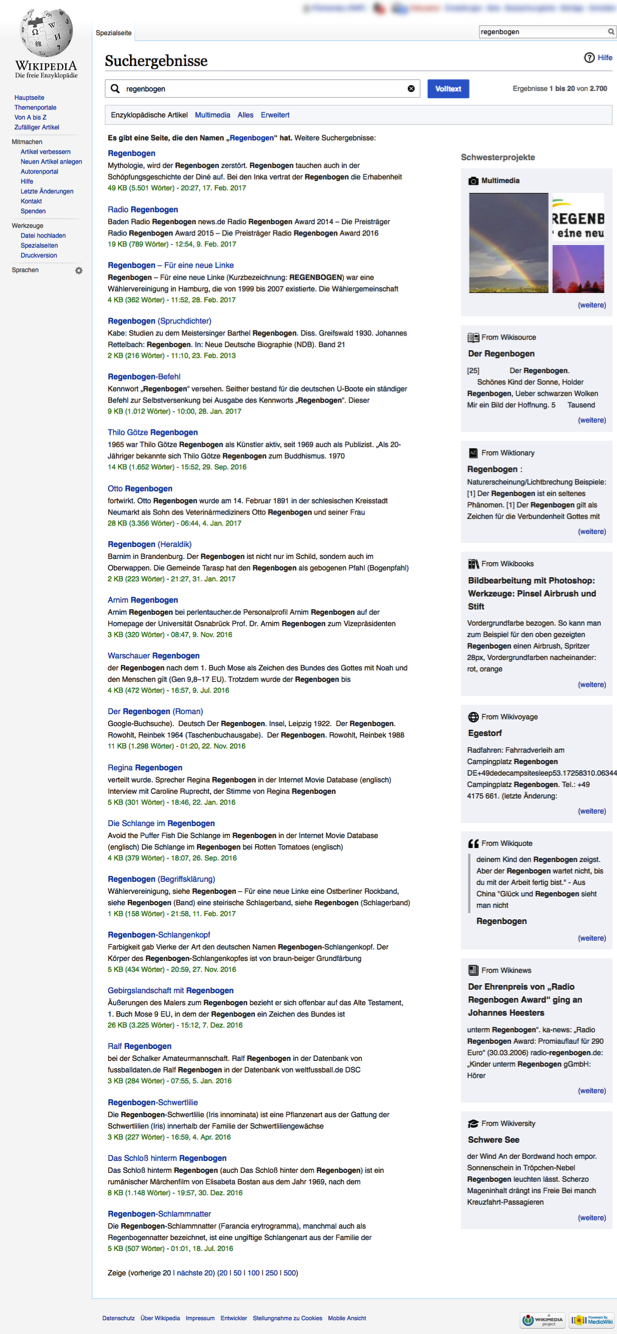 WIKIPEDIA
Die freie Enzyklopädie
Hauptseite
Themenportale
Von A bis Z
Zufälliger Artikel
Mitmachen
Artikel verbessern
Neuen Artikel anlegen
Autorenportal
Hilfe
Letzte Änderungen
Kontakt
Spenden
Werkzeuge
Datei hochladen
Spezialseiten
Druckversion
Sprachen
Spezialseite
regenbogen
Suchergebnisse
Hilfe
regenbogen
Volltext
Ergebnisse 1 bis 20 von 2.700
Enzyklopädische Artikel Multimedia Alles Erweitert
Es gibt eine Seite, die den Namen „Regenbogen“ hat. Weitere Suchergebnisse:
Regenbogen
Mythologie, wird der Regenbogen zerstört. Regenbogen tauchen auch in der
Schöpfungsgeschichte der Diné auf. Bei den Inka vertrat der Regenbogen die Erhabenheit
49 KB (5.501 Wörter) - 20:27, 17. Feb. 2017
Radio Regenbogen
Baden Radio Regenbogen news.de Radio Regenbogen Award 2014 – Die Preisträger
Radio Regenbogen Award 2015 – Die Preisträger Radio Regenbogen Award 2016
19 KB (789 Wörter) - 12:54, 9. Feb. 2017
Regenbogen – Für eine neue Linke
Regenbogen – Für eine neue Linke (Kurzbezeichnung: REGENBOGEN) war eine
Wählervereinigung in Hamburg, die von 1999 bis 2007 existierte. Die Wählergemeinschaft
4 KB (362 Wörter) - 11:52, 28. Feb. 2017
Regenbogen (Spruchdichter)
Kabe: Studien zu dem Meistersinger Barthel Regenbogen. Diss. Greifswald 1930. Johannes
Rettelbach: Regenbogen. In: Neue Deutsche Biographie (NDB). Band 21
2 KB (216 Wörter) - 11:10, 23. Feb. 2013
Regenbogen-Befehl
Kennwort „Regenbogen“ versehen. Seither bestand für die deutschen U-Boote ein ständiger
Befehl zur Selbstversenkung bei Ausgabe des Kennworts „Regenbogen“. Dieser
9 KB (1.012 Wörter) - 10:00, 28. Jan. 2017
Thilo Götze Regenbogen
1965 war Thilo Götze Regenbogen als Künstler aktiv, seit 1969 auch als Publizist. „Als 20-
Jähriger bekannte sich Thilo Götze Regenbogen zum Buddhismus. 1970
14 KB (1.652 Wörter) - 15:52, 29. Sep. 2016
Otto Regenbogen
fortwirkt. Otto Regenbogen wurde am 14. Februar 1891 in der schlesischen Kreisstadt
Neumarkt als Sohn des Veterinärmediziners Otto Regenbogen und seiner Frau
28 KB (3.356 Wörter) - 06:44, 4. Jan. 2017
Regenbogen (Heraldik)
Barnim in Brandenburg. Der Regenbogen ist nicht nur im Schild, sondern auch im
Oberwappen. Die Gemeinde Tarasp hat den Regenbogen als gebogenen Pfahl (Bogenpfahl)
2 KB (223 Wörter) - 21:27, 31. Jan. 2017
Arnim Regenbogen
Arnim Regenbogen bei perlentaucher.de Personalprofil Arnim Regenbogen auf der
Homepage der Universität Osnabrück Prof. Dr. Arnim Regenbogen zum Vizepräsidenten
3 KB (320 Wörter) - 08:47, 9. Nov. 2016
Warschauer Regenbogen
der Regenbogen nach dem 1. Buch Mose als Zeichen des Bundes des Gottes mit Noah und
den Menschen gilt (Gen 9,8–17 EU). Trotzdem wurde der Regenbogen bis
4 KB (472 Wörter) - 16:57, 9. Jul. 2016
Der Regenbogen (Roman)
Google-Buchsuche). Deutsch Der Regenbogen. Insel, Leipzig 1922. Der Regenbogen.
Rowohlt, Reinbek 1964 (Taschenbuchausgabe). Der Regenbogen. Rowohlt, Reinbek 1988
11 KB (1.298 Wörter) - 01:20, 22. Nov. 2016
Regina Regenbogen
verteilt wurde. Sprecher Regina Regenbogen in der Internet Movie Database (englisch)
Interview mit Caroline Ruprecht, der Stimme von Regina Regenbogen
5 KB (301 Wörter) - 18:46, 22. Jan. 2016
Die Schlange im Regenbogen
Avoid the Puffer Fish Die Schlange im Regenbogen in der Internet Movie Database
(englisch) Die Schlange im Regenbogen bei Rotten Tomatoes (englisch)
4 KB (379 Wörter) - 18:07, 26. Sep. 2016
Regenbogen (Begriffsklärung)
Wählervereinigung, siehe Regenbogen – Für eine neue Linke eine Ostberliner Rockband,
siehe Regenbogen (Band) eine steirische Schlagerband, siehe Regenbogen (Schlagerband)
1 KB (158 Wörter) - 21:58, 11. Feb. 2017
Regenbogen-Schlangenkopf
Farbigkeit gab Vierke der Art den deutschen Namen Regenbogen-Schlangenkopf. Der
Körper des Regenbogen-Schlangenkopfes ist von braun-beiger Grundfärbung
5 KB (434 Wörter) - 20:59, 27. Nov. 2016
Gebirgslandschaft mit Regenbogen
Äußerungen des Malers zum Regenbogen bezieht er sich offenbar auf das Alte Testament,
1. Buch Mose 9 EU, in dem der Regenbogen ein Zeichen des Bundes ist
26 KB (3.225 Wörter) - 15:12, 7. Dez. 2016
Ralf Regenbogen
bei der Schalker Amateurmannschaft. Ralf Regenbogen in der Datenbank von
fussballdaten.de Ralf Regenbogen in der Datenbank von weltfussball.de DSC
3 KB (284 Wörter) - 07:55, 5. Jan. 2016
Regenbogen-Schwertlilie
Die Regenbogen-Schwertlilie (Iris innominata) ist eine Pflanzenart aus der Gattung der
Schwertlilien (Iris) innerhalb der Familie der Schwertliliengewächse
3 KB (227 Wörter) - 16:59, 4. Apr. 2016
Das Schloß hinterm Regenbogen
Das Schloß hinterm Regenbogen (auch Das Schloß hinter dem Regenbogen) ist ein
rumänischer Märchenfilm von Elisabeta Bostan aus dem Jahr 1969, nach dem
8 KB (1.148 Wörter) - 19:57, 30. Dez. 2016
Regenbogen-Schlammnatter
Die Regenbogen-Schlammnatter (Farancia erytrogramma), manchmal auch als
Regenbogennatter bezeichnet, ist eine ungiftige Schlangenart aus der Familie der
5 KB (507 Wörter) - 01:01, 18. Jul. 2016
Zeige (vorherige 20 | nächste 20) (20 | 50 | 100 | 250 | 500)
Schwesterprojekte
Multimedia
REGENB
r eine neu
(weitere)
From Wikisource
Der Regenbogen
[25] Der Regenbogen.
Schönes Kind der Sonne, Holder
Regenbogen, Ueber schwarzen Wolken
Mir ein Bild der Hoffnung. 5 Tausend
(weitere)
From Wiktionary
Regenbogen :
Naturerscheinung/Lichtbrechung Beispiele:
[1] Der Regenbogen ist ein seltenes
Phänomen. [1] Der Regenbogen gilt als
Zeichen für die Verbundenheit Gottes mit
(weitere)
From Wikibooks
Bildbearbeitung mit Photoshop:
Werkzeuge: Pinsel Airbrush und
Stift
Vordergrundfarbe bezogen. So kann man
zum Beispiel für den oben gezeigten
Regenbogen einen Airbrush, Spritzer
28px, Vordergrundfarben nacheinander:
rot, orange
(weitere)
From Wikivoyage
Egestorf
Radfahren: Fahrradverleih am
Campingplatz Regenbogen
DE+49dedecampsitesleep53.17258310.06344
Campingplatz Regenbogen. Tel.: +49
4175 661. (letzte Änderung:
(weitere)
From Wikiquote
deinem Kind den Regenbogen zeigst.
Aber der Regenbogen wartet nicht, bis
du mit der Arbeit fertig bist." - Aus
China "Glück und Regenbogen sieht
man nicht
Regenbogen
(weitere)
From Wikinews
Der Ehrenpreis von „Radio
Regenbogen Award“ ging an
Johannes Heesters
unterm Regenbogen“. ka-news: „Radio
Regenbogen Award: Promiauflauf für 290
Euro“ (30.03.2006) radio-regenbogen.de:
„Kinder unterm Regenbogen gGmbH:
Hörer
(weitere)
From Wikiversity
Schwere See
der Wind An der Bordwand hoch empor.
Sonnenschein in Tröpchen-Nebel
Regenbogen leuchten lässt. Scherzo
Mageninhalt drängt ins Freie Bei manch
Kreuzfahrt-Passagieren
(weitere)
Datenschutz Über Wikipedia Impressum Entwickler Stellungnahme zu Cookies Mobile Ansicht
A WIKIMEDIA
project
Powered By
MediaWiki